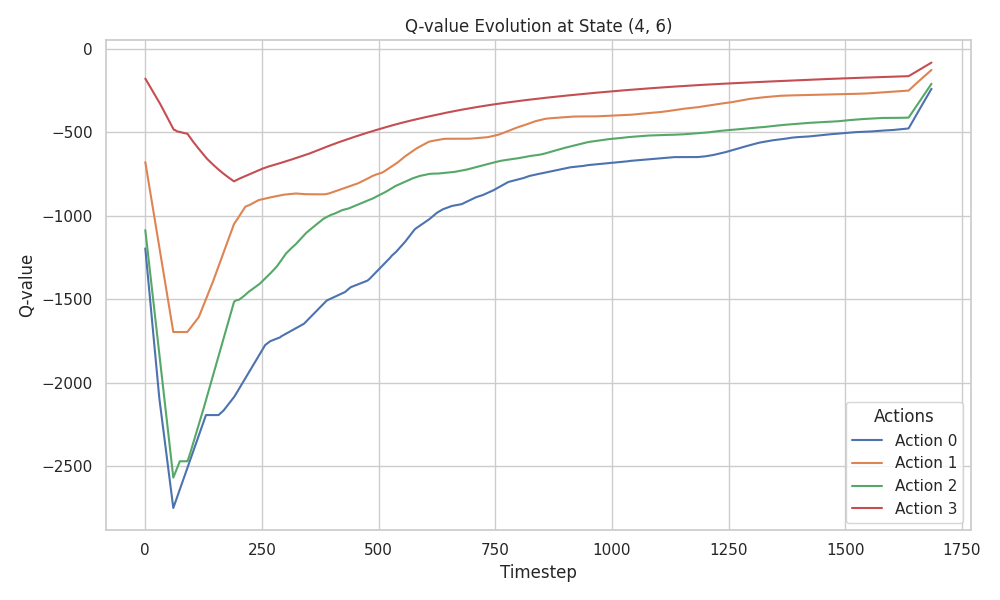 Q-value Evolution at State (4, 6)
0
−500
−1000
−1500
−2000
−2500
Q-value
0
250
500
750
1000
1250
1500
1750
Timestep
Actions
Action 0
Action 1
Action 2
Action 3